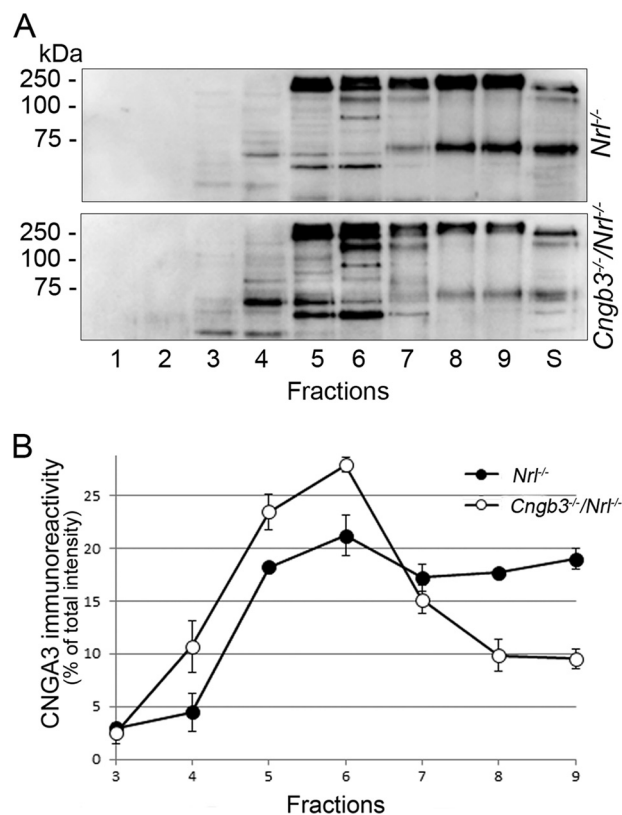 A
kDa
250 -
100 -
75 -
Nrl-/-
250 -
100 -
75 -
Cngb3-/-/Nrl-/-
1 2 3 4 5 6 7 8 9 S
Fractions
B
CNGA3 immunoreactivity
(% of total intensity)
Nrl-/-
Cngb3-/-/Nrl-/-
25
20
15
10
5
0
3 4 5 6 7 8 9
Fractions